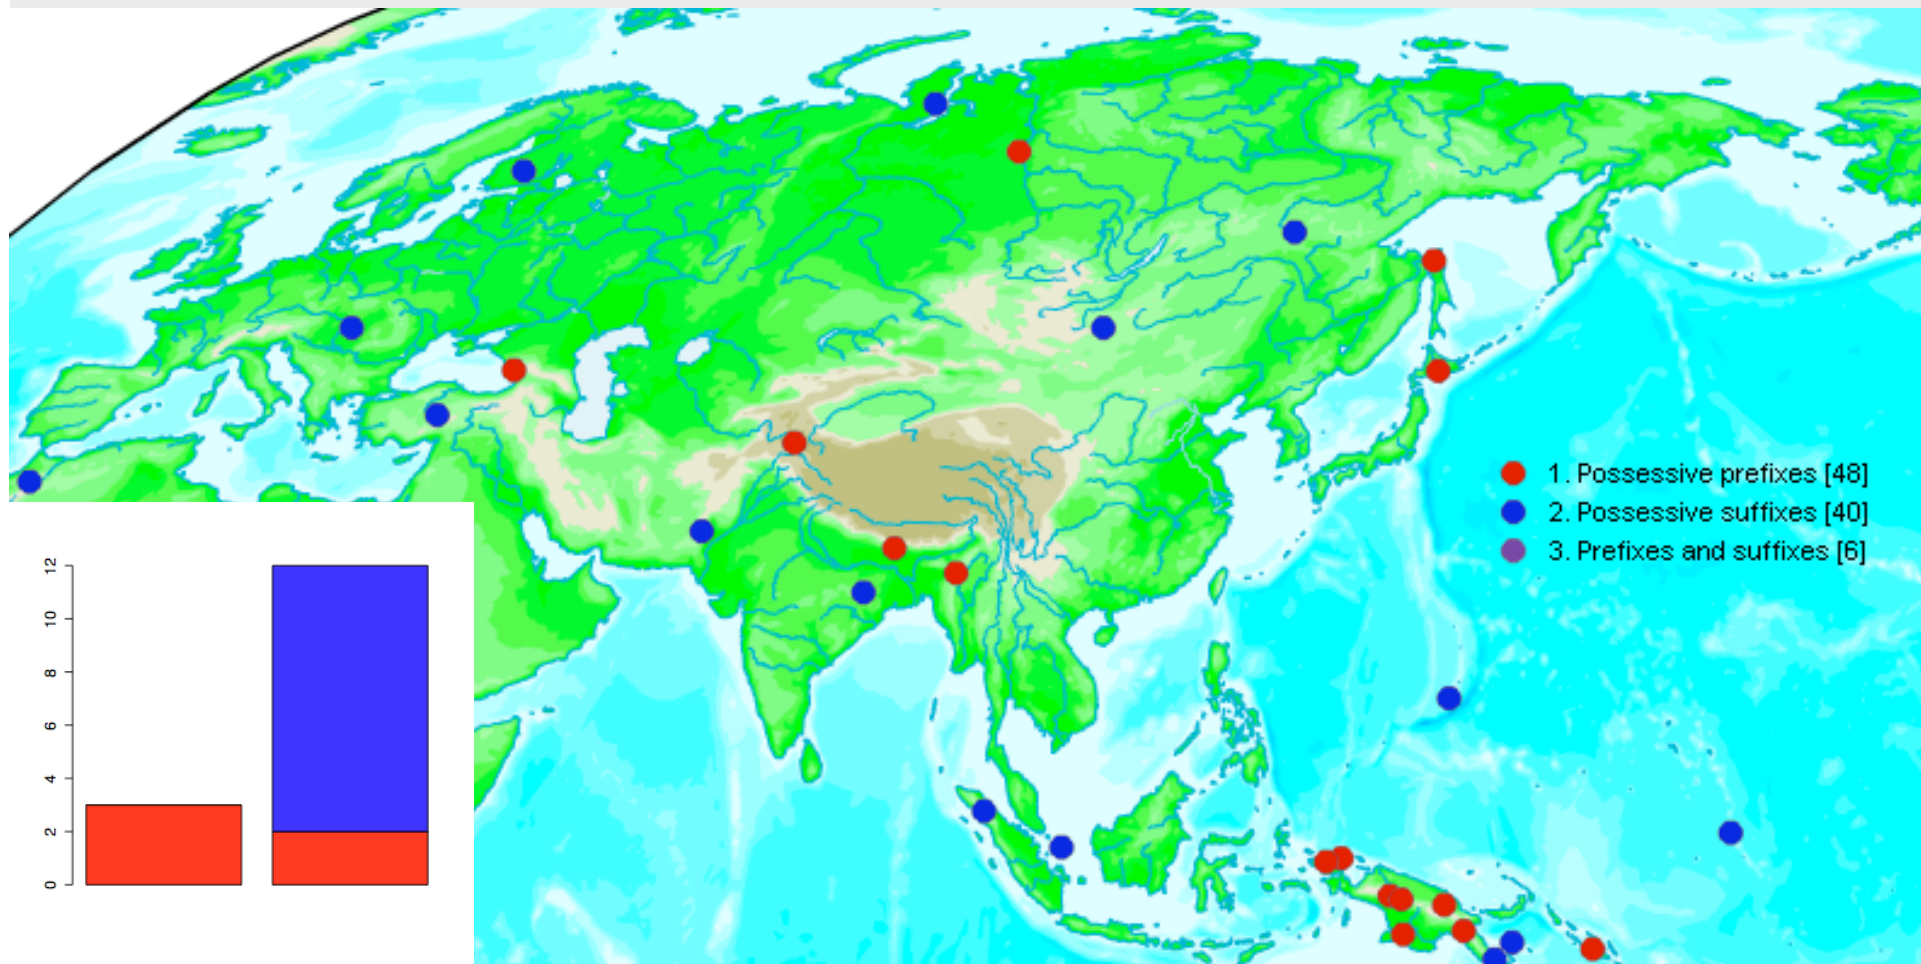 1. Possessive prefixes [48]
2. Possessive suffixes [40]
3. Prefixes and suffixes [6]
12
10
8
6
4
2
0